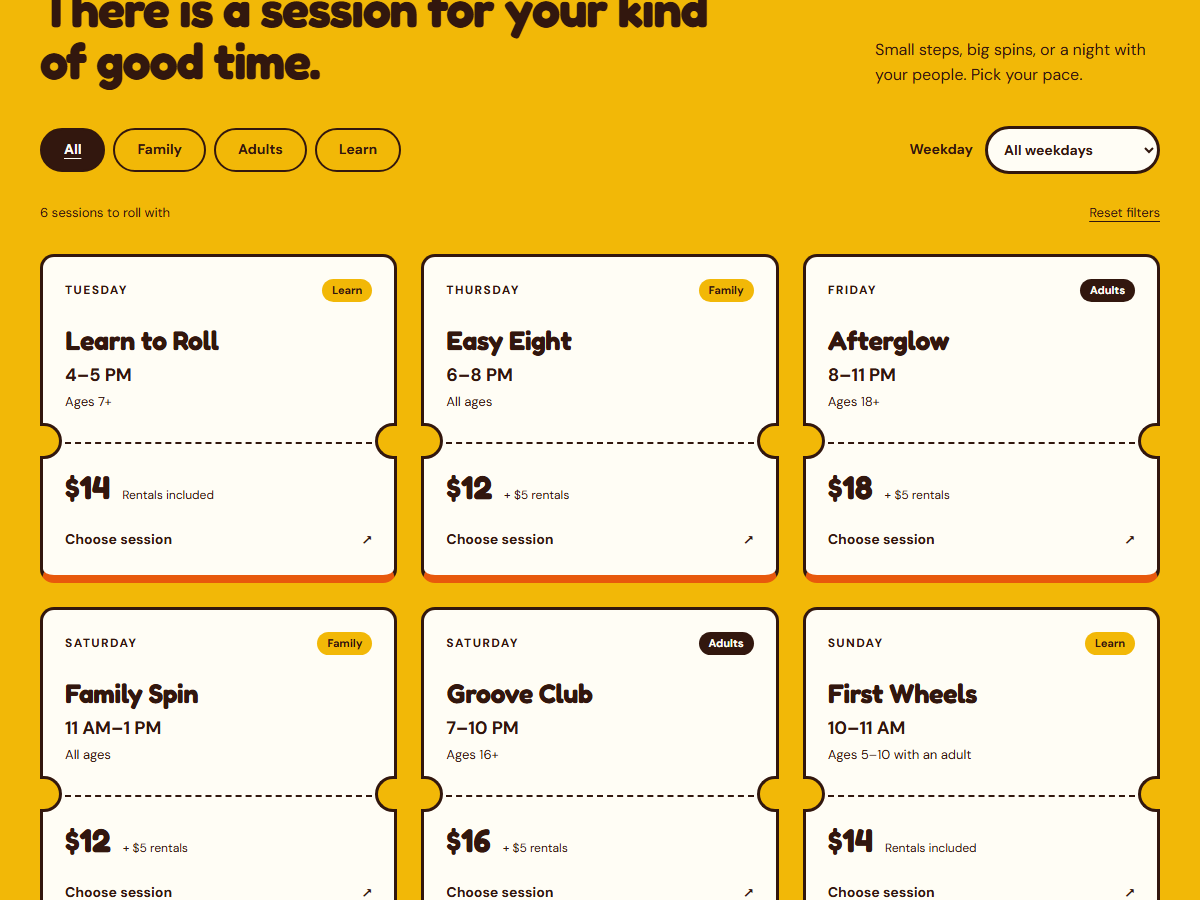 There is a session for your kind
of good time.
Small steps, big spins, or a night with
your people. Pick your pace.
All
Family
Adults
Learn
Weekday
All weekdays
6 sessions to roll with
Reset filters
TUESDAY
Learn
Learn to Roll
4–5 PM
Ages 7+
$14 Rentals included
Choose session ↗
THURSDAY
Family
Easy Eight
6–8 PM
All ages
$12 + $5 rentals
Choose session ↗
FRIDAY
Adults
Afterglow
8–11 PM
Ages 18+
$18 + $5 rentals
Choose session ↗
SATURDAY
Family
Family Spin
11 AM–1 PM
All ages
$12 + $5 rentals
Choose session ↗
SATURDAY
Adults
Groove Club
7–10 PM
Ages 16+
$16 + $5 rentals
Choose session ↗
SUNDAY
Learn
First Wheels
10–11 AM
Ages 5–10 with an adult
$14 Rentals included
Choose session ↗